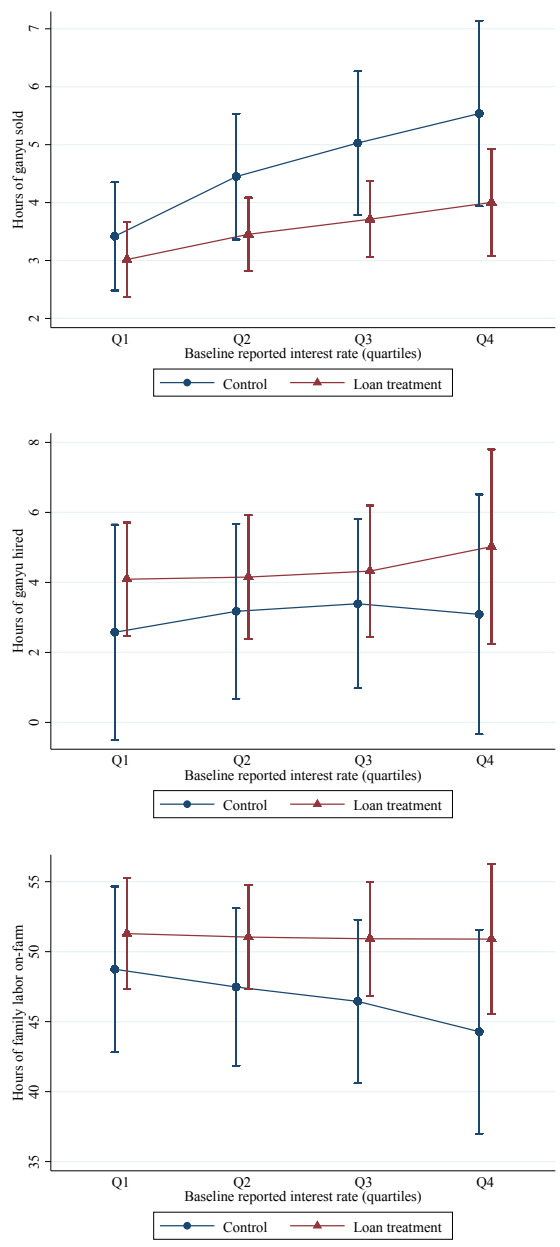 Hours of ganyu sold
7
6
5
4
3
2
Q1 Q2 Q3 Q4
Baseline reported interest rate (quartiles)
Control Loan treatment
Hours of ganyu hired
8
6
4
2
0
Q1 Q2 Q3 Q4
Baseline reported interest rate (quartiles)
Control Loan treatment
Hours of family labor on-farm
55
50
45
40
35
Q1 Q2 Q3 Q4
Baseline reported interest rate (quartiles)
Control Loan treatment